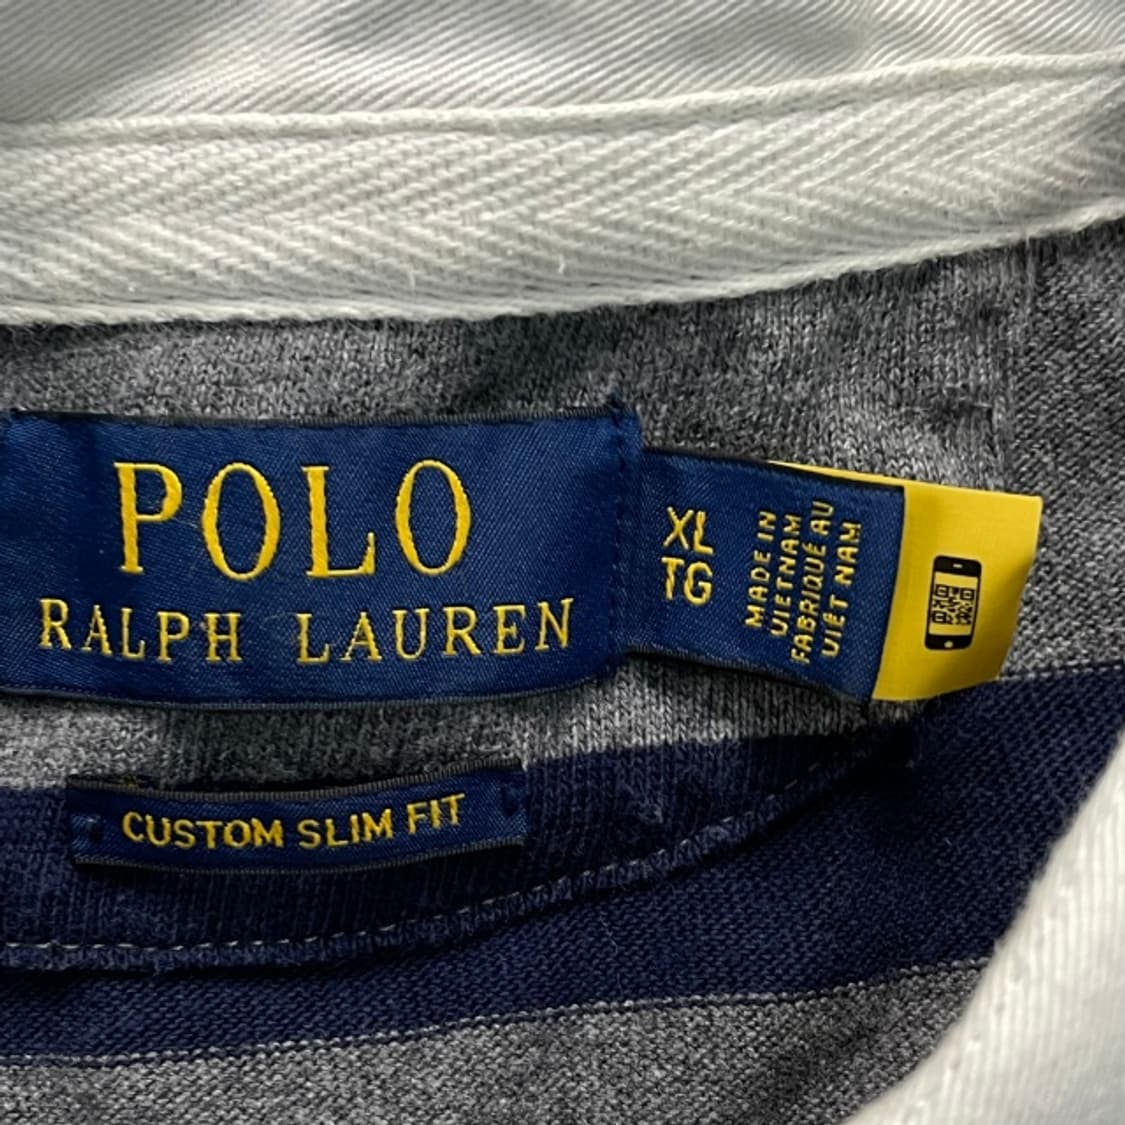 POLO
RALPH LAUREN
XL
TG
MADE IN
VIETNAM
FABRIQUÉ AU
VIÊT NAM
CUSTOM SLIM FIT